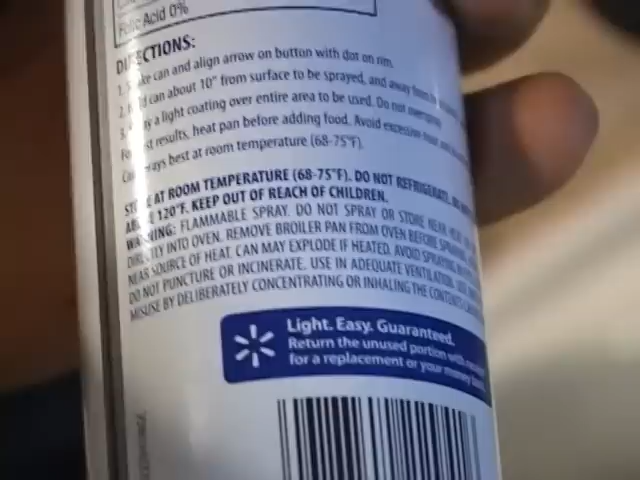 Folic Acid 0%
DIRECTIONS:
1. Shake can and align arrow on button with dot on rim.
2. Hold can about 10" from surface to be sprayed, and away from
3. Spray a light coating over entire area to be used. Do not
For best results, heat pan before adding food. Avoid excessive
Can sprays best at room temperature (68-75°F).
STORE AT ROOM TEMPERATURE (68-75°F). DO NOT REFRIGERATE
ABOVE 120°F. KEEP OUT OF REACH OF CHILDREN.
WARNING: FLAMMABLE SPRAY. DO NOT SPRAY OR STORE NEAR
DIRECTLY INTO OVEN. REMOVE BROILER PAN FROM OVEN BEFORE
NEAR SOURCE OF HEAT. CAN MAY EXPLODE IF HEATED. AVOID SPRAYING
DO NOT PUNCTURE OR INCINERATE. USE IN ADEQUATE VENTILATION.
MISUSE BY DELIBERATELY CONCENTRATING OR INHALING THE CONTENTS
Light. Easy. Guaranteed.
Return the unused portion with
for a replacement or your money